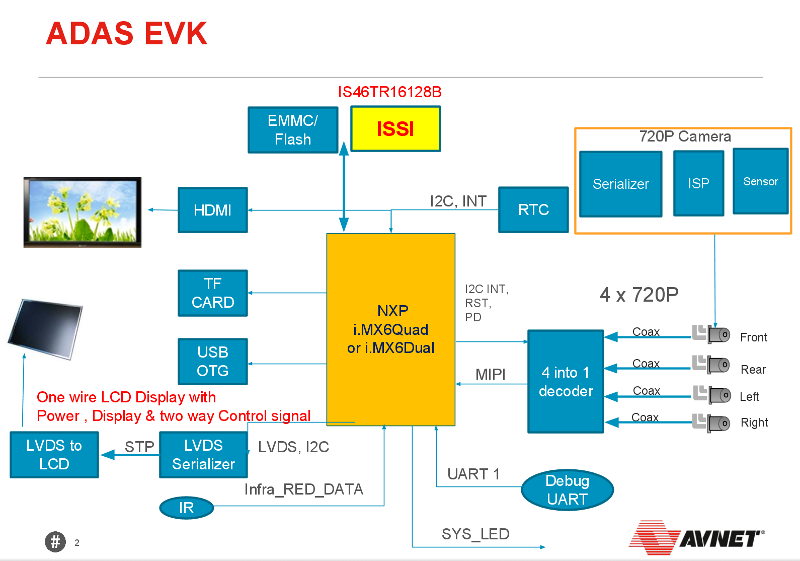 ADAS EVK
IS46TR16128B
EMMC/
Flash
ISSI
720P Camera
Serializer
ISP
Sensor
HDMI
I2C, INT
RTC
TF
CARD
I2C INT,
RST,
PD
4 x 720P
NXP
i.MX6Quad
or i.MX6Dual
USB
OTG
MIPI
4 into 1
decoder
Coax
Front
Coax
Rear
Coax
Left
Coax
Right
One wire LCD Display with
Power , Display & two way Control signal
LVDS to
LCD
STP
LVDS
Serializer
LVDS, I2C
UART 1
Debug
UART
Infra_RED_DATA
IR
SYS_LED
#
2
AVNET®